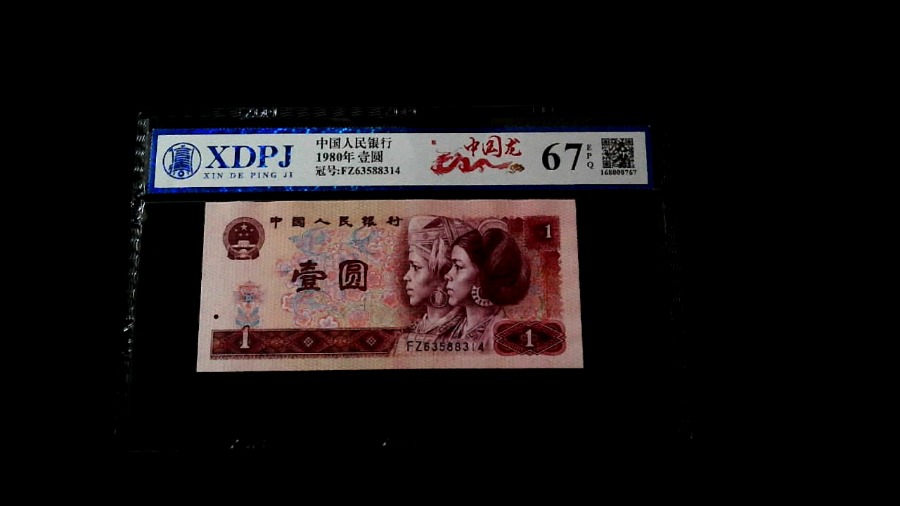 XDPJ
XIN DE PING JI
中国人民银行
1980年 壹圆
冠号:FZ63588314
中国龙
67
EPQ
168000767
中国人民银行
1
壹圆
1
FZ63588314
1